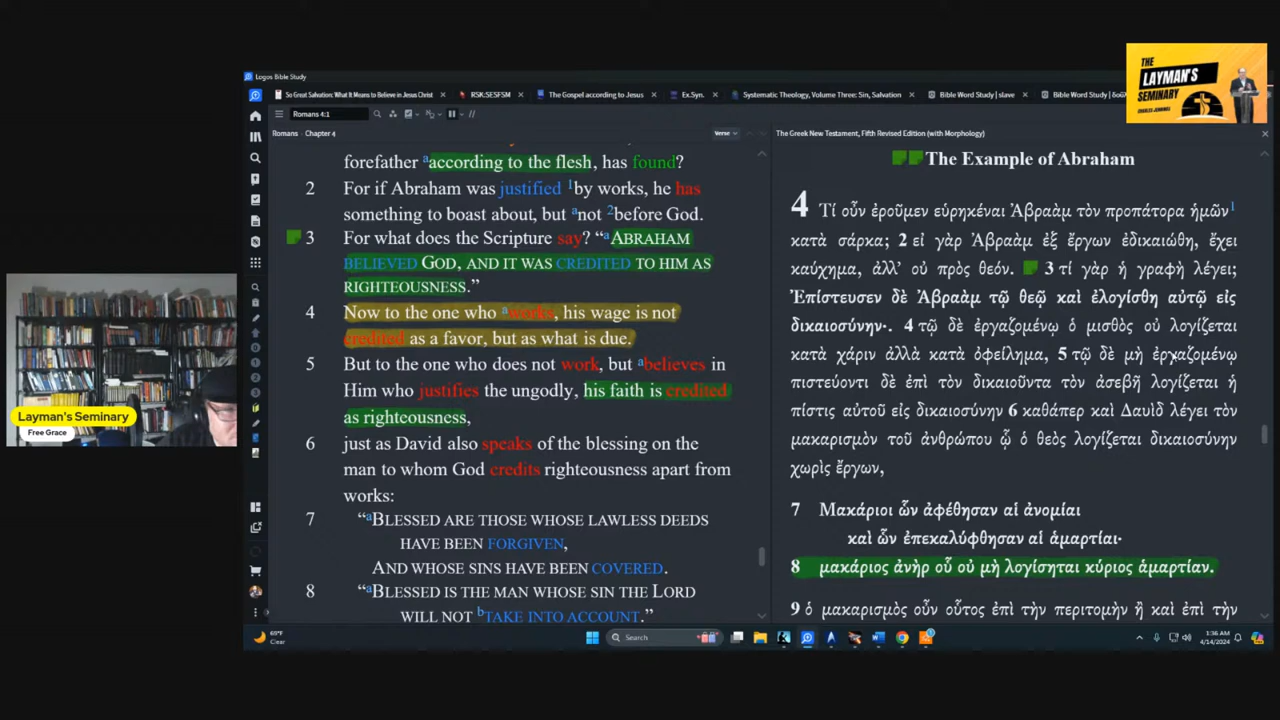 THE
LAYMAN'S
SEMINARY
CHARLES JENNINGS
Logos Bible Study
So Great Salvation: What It Means to Believe in Jesus Christ
RSK:SESFSM
The Gospel according to Jesus
Ex.Syn.
Systematic Theology, Volume Three: Sin, Salvation
Bible Word Study | slave
Romans 4:1
Romans · Chapter 4
Verse
forefather a according to the flesh, has found?
2 For if Abraham was justified 1 by works, he has
something to boast about, but a not 2 before God.
3 For what does the Scripture say? “a ABRAHAM
BELIEVED GOD, AND IT WAS CREDITED TO HIM AS
RIGHTEOUSNESS.”
4 Now to the one who a works, his wage is not
credited as a favor, but as what is due.
5 But to the one who does not work, but a believes in
Him who justifies the ungodly, his faith is credited
as righteousness,
6 just as David also speaks of the blessing on the
man to whom God credits righteousness apart from
works:
7 “a BLESSED ARE THOSE WHOSE LAWLESS DEEDS
HAVE BEEN FORGIVEN,
AND WHOSE SINS HAVE BEEN COVERED.
8 “a BLESSED IS THE MAN WHOSE SIN THE LORD
WILL NOT b TAKE INTO ACCOUNT.”
The Greek New Testament, Fifth Revised Edition (with Morphology)
The Example of Abraham
4 Τί οὖν ἐροῦμεν εὑρηκέναι Ἀβραὰμ τὸν προπάτορα ἡμῶν 1
κατὰ σάρκα; 2 εἰ γὰρ Ἀβραὰμ ἐξ ἔργων ἐδικαιώθη, ἔχει
καύχημα, ἀλλ’ οὐ πρὸς θεόν. 3 τί γὰρ ἡ γραφὴ λέγει;
Ἐπίστευσεν δὲ Ἀβραὰμ τῷ θεῷ καὶ ἐλογίσθη αὐτῷ εἰς
δικαιοσύνην·. 4 τῷ δὲ ἐργαζομένῳ ὁ μισθὸς οὐ λογίζεται
κατὰ χάριν ἀλλὰ κατὰ ὀφείλημα, 5 τῷ δὲ μὴ ἐργαζομένῳ
πιστεύοντι δὲ ἐπὶ τὸν δικαιοῦντα τὸν ἀσεβῆ λογίζεται ἡ
πίστις αὐτοῦ εἰς δικαιοσύνην 6 καθάπερ καὶ Δαυὶδ λέγει τὸν
μακαρισμὸν τοῦ ἀνθρώπου ᾧ ὁ θεὸς λογίζεται δικαιοσύνην
χωρὶς ἔργων,
7 Μακάριοι ὧν ἀφέθησαν αἱ ἀνομίαι
καὶ ὧν ἐπεκαλύφθησαν αἱ ἁμαρτίαι·
8 μακάριος ἀνὴρ οὗ οὐ μὴ λογίσηται κύριος ἁμαρτίαν.
9 ὁ μακαρισμὸς οὖν οὗτος ἐπὶ τὴν περιτομὴν ἢ καὶ ἐπὶ τὴν
Layman's Seminary
Free Grace
65°F
Clear
Search
1:36 AM
4/14/2024